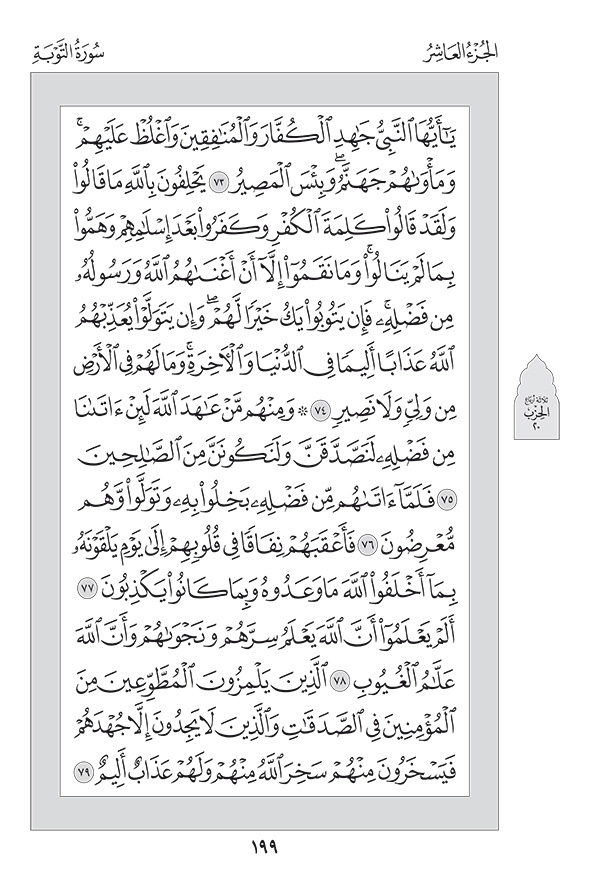 الجُزْءُ العَاشِرُ
سُورَةُ التَّوْبَةِ
يَـٰٓأَيُّهَا ٱلنَّبِىُّ جَـٰهِدِ ٱلْكُفَّارَ وَٱلْمُنَـٰفِقِينَ وَٱغْلُظْ عَلَيْهِمْ ۚ
وَمَأْوَىٰهُمْ جَهَنَّمُ ۖ وَبِئْسَ ٱلْمَصِيرُ ٧٣ يَحْلِفُونَ بِٱللَّهِ مَا قَالُوا۟
وَلَقَدْ قَالُوا۟ كَلِمَةَ ٱلْكُفْرِ وَكَفَرُوا۟ بَعْدَ إِسْلَـٰمِهِمْ وَهَمُّوا۟
بِمَا لَمْ يَنَالُوا۟ ۚ وَمَا نَقَمُوٓا۟ إِلَّآ أَنْ أَغْنَىٰهُمُ ٱللَّهُ وَرَسُولُهُۥ
مِن فَضْلِهِۦ ۚ فَإِن يَتُوبُوا۟ يَكُ خَيْرًا لَّهُمْ ۖ وَإِن يَتَوَلَّوْا۟ يُعَذِّبْهُمُ
ٱللَّهُ عَذَابًا أَلِيمًا فِى ٱلدُّنْيَا وَٱلْـَٔاخِرَةِ ۚ وَمَا لَهُمْ فِى ٱلْأَرْضِ
مِن وَلِىٍّ وَلَا نَصِيرٍ ٧٤ ۞ وَمِنْهُم مَّنْ عَـٰهَدَ ٱللَّهَ لَئِنْ ءَاتَىٰنَا
مِن فَضْلِهِۦ لَنَصَّدَّقَنَّ وَلَنَكُونَنَّ مِنَ ٱلصَّـٰلِحِينَ
٧٥ فَلَمَّآ ءَاتَىٰهُم مِّن فَضْلِهِۦ بَخِلُوا۟ بِهِۦ وَتَوَلَّوا۟ وَّهُم
مُّعْرِضُونَ ٧٦ فَأَعْقَبَهُمْ نِفَاقًا فِى قُلُوبِهِمْ إِلَىٰ يَوْمِ يَلْقَوْنَهُۥ
بِمَآ أَخْلَفُوا۟ ٱللَّهَ مَا وَعَدُوهُ وَبِمَا كَانُوا۟ يَكْذِبُونَ ٧٧
أَلَمْ يَعْلَمُوٓا۟ أَنَّ ٱللَّهَ يَعْلَمُ سِرَّهُمْ وَنَجْوَىٰهُمْ وَأَنَّ ٱللَّهَ
عَلَّـٰمُ ٱلْغُيُوبِ ٧٨ ٱلَّذِينَ يَلْمِزُونَ ٱلْمُطَّوِّعِينَ مِنَ
ٱلْمُؤْمِنِينَ فِى ٱلصَّدَقَـٰتِ وَٱلَّذِينَ لَا يَجِدُونَ إِلَّا جُهْدَهُمْ
فَيَسْخَرُونَ مِنْهُمْ ۙ سَخِرَ ٱللَّهُ مِنْهُمْ وَلَهُمْ عَذَابٌ أَلِيمٌ ٧٩
ثلاثة أرباع
الحزب
٢٠
١٩٩